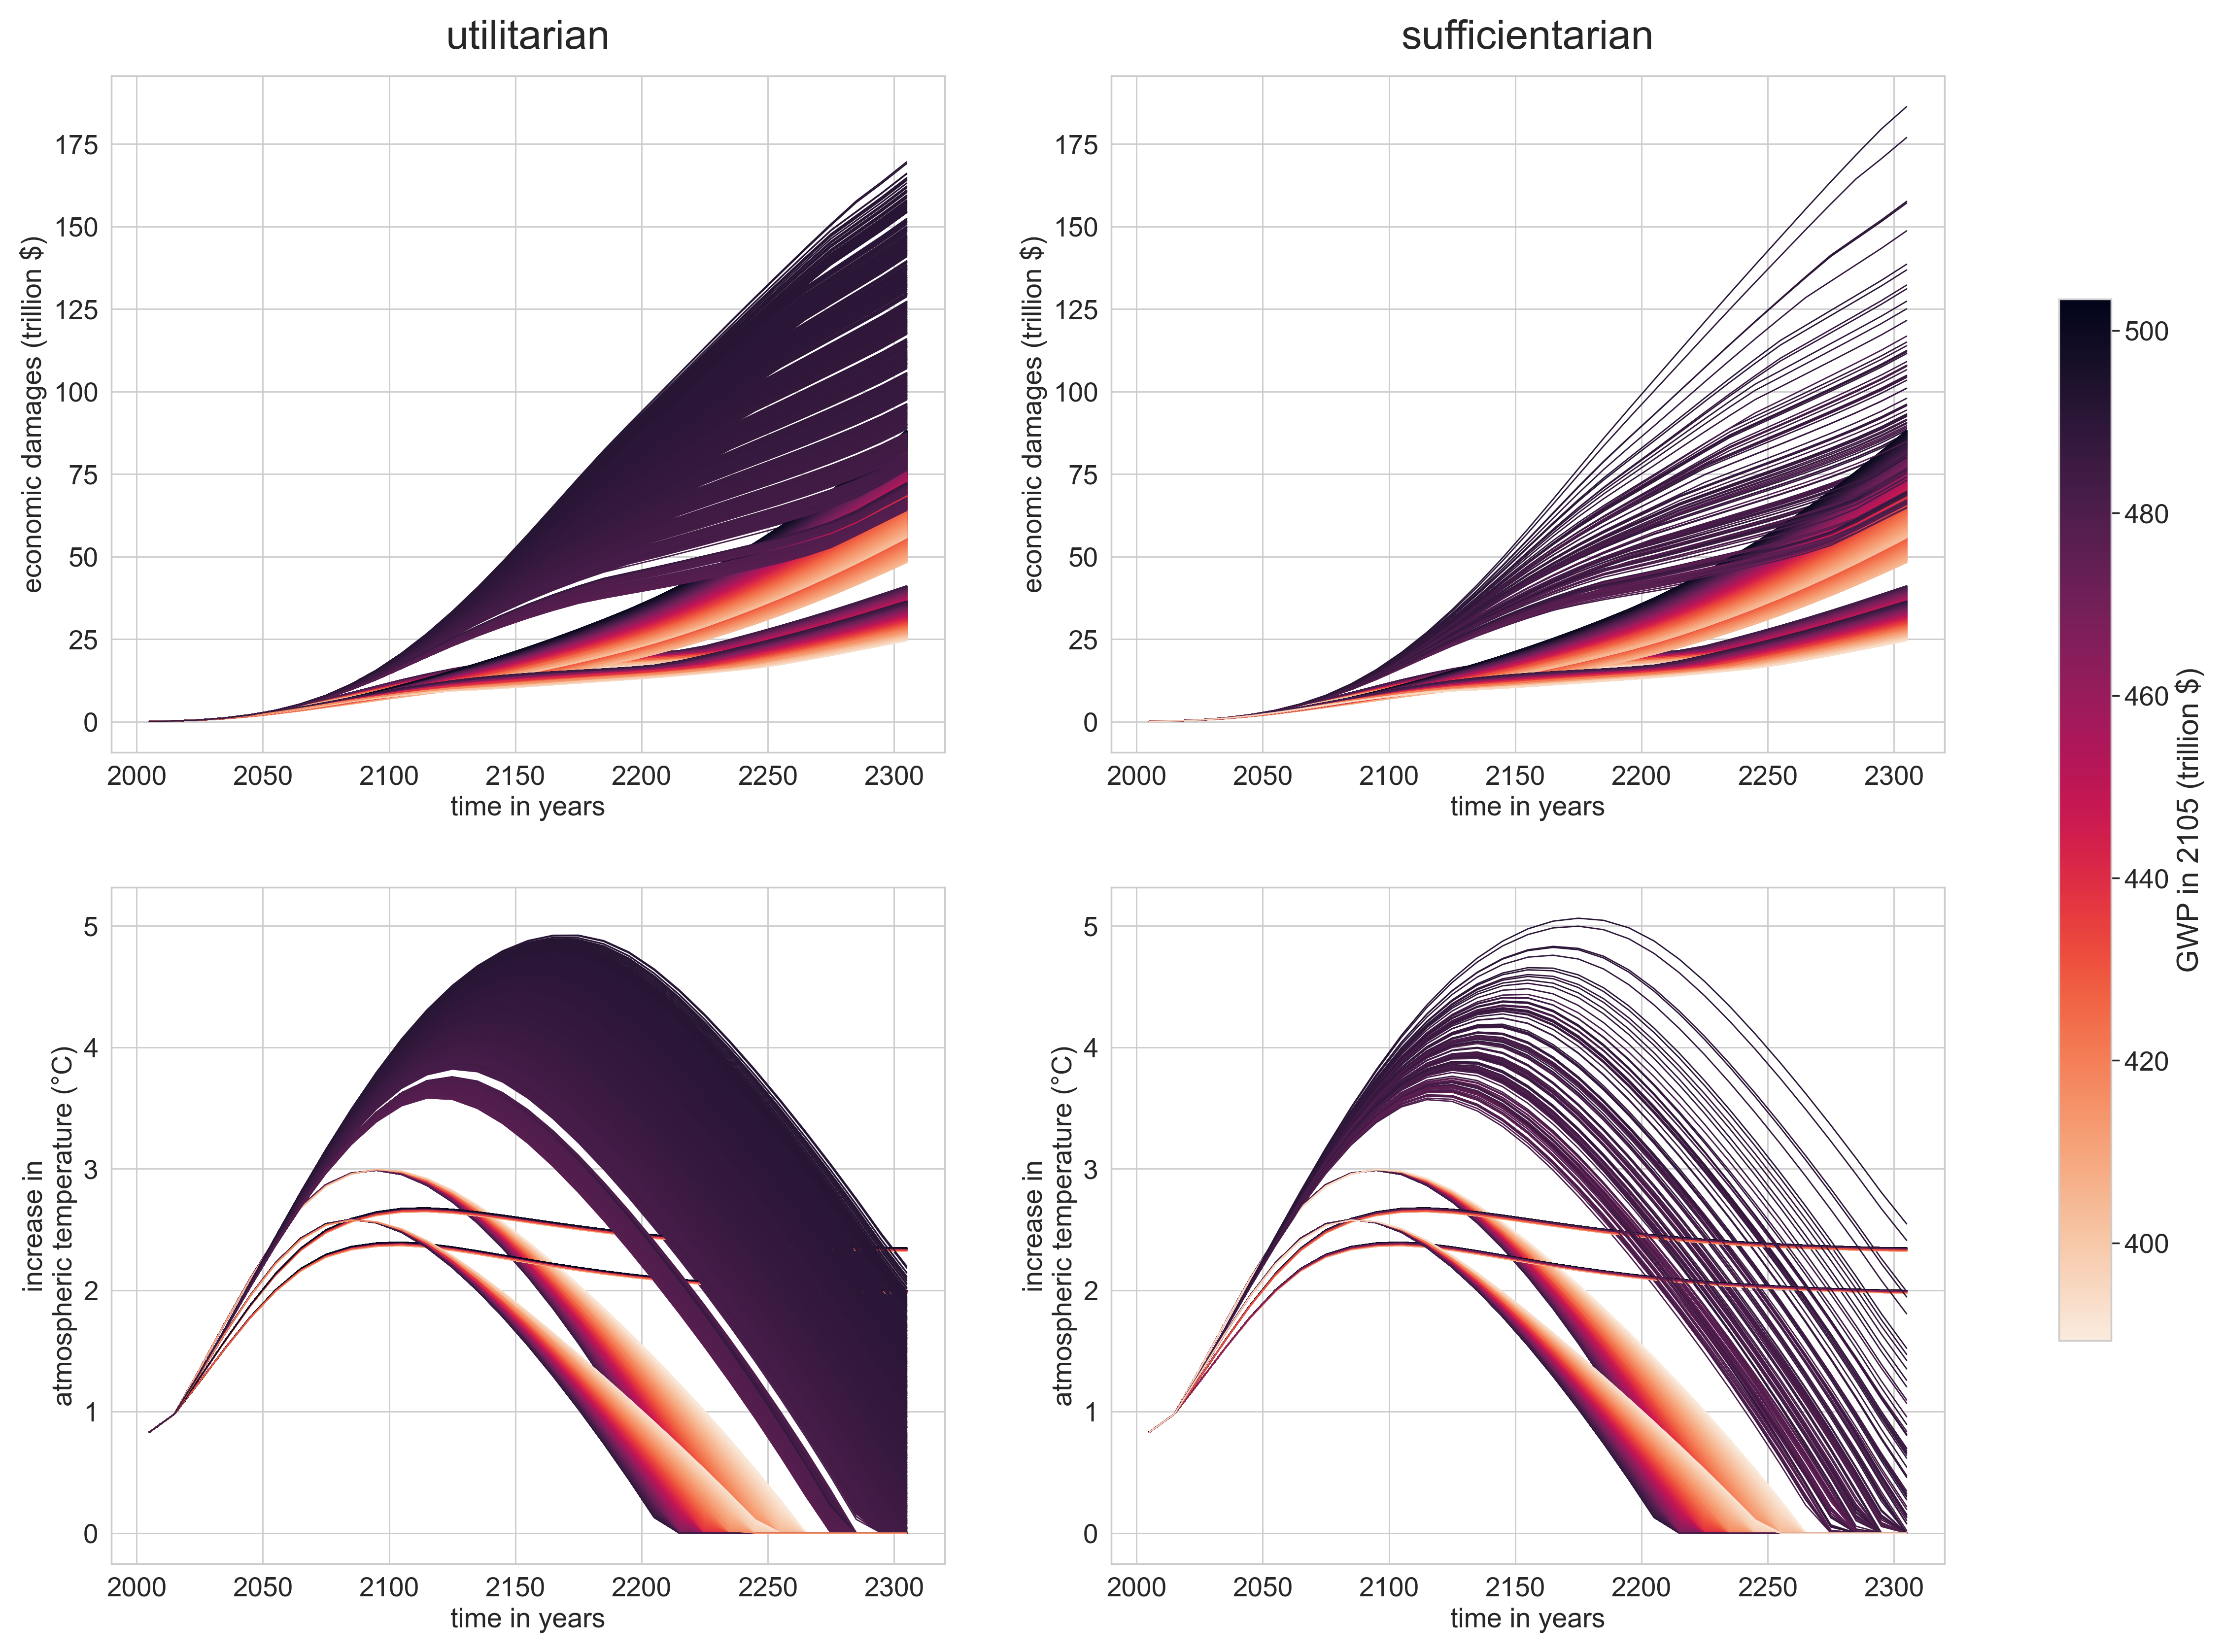 utilitarian
sufficientarian
economic damages (trillion $)
175
150
125
100
75
50
25
0
2000 2050 2100 2150 2200 2250 2300
time in years
economic damages (trillion $)
175
150
125
100
75
50
25
0
2000 2050 2100 2150 2200 2250 2300
time in years
increase in
atmospheric temperature (°C)
5
4
3
2
1
0
2000 2050 2100 2150 2200 2250 2300
time in years
increase in
atmospheric temperature (°C)
5
4
3
2
1
0
2000 2050 2100 2150 2200 2250 2300
time in years
500
480
460
440
420
400
GWP in 2105 (trillion $)